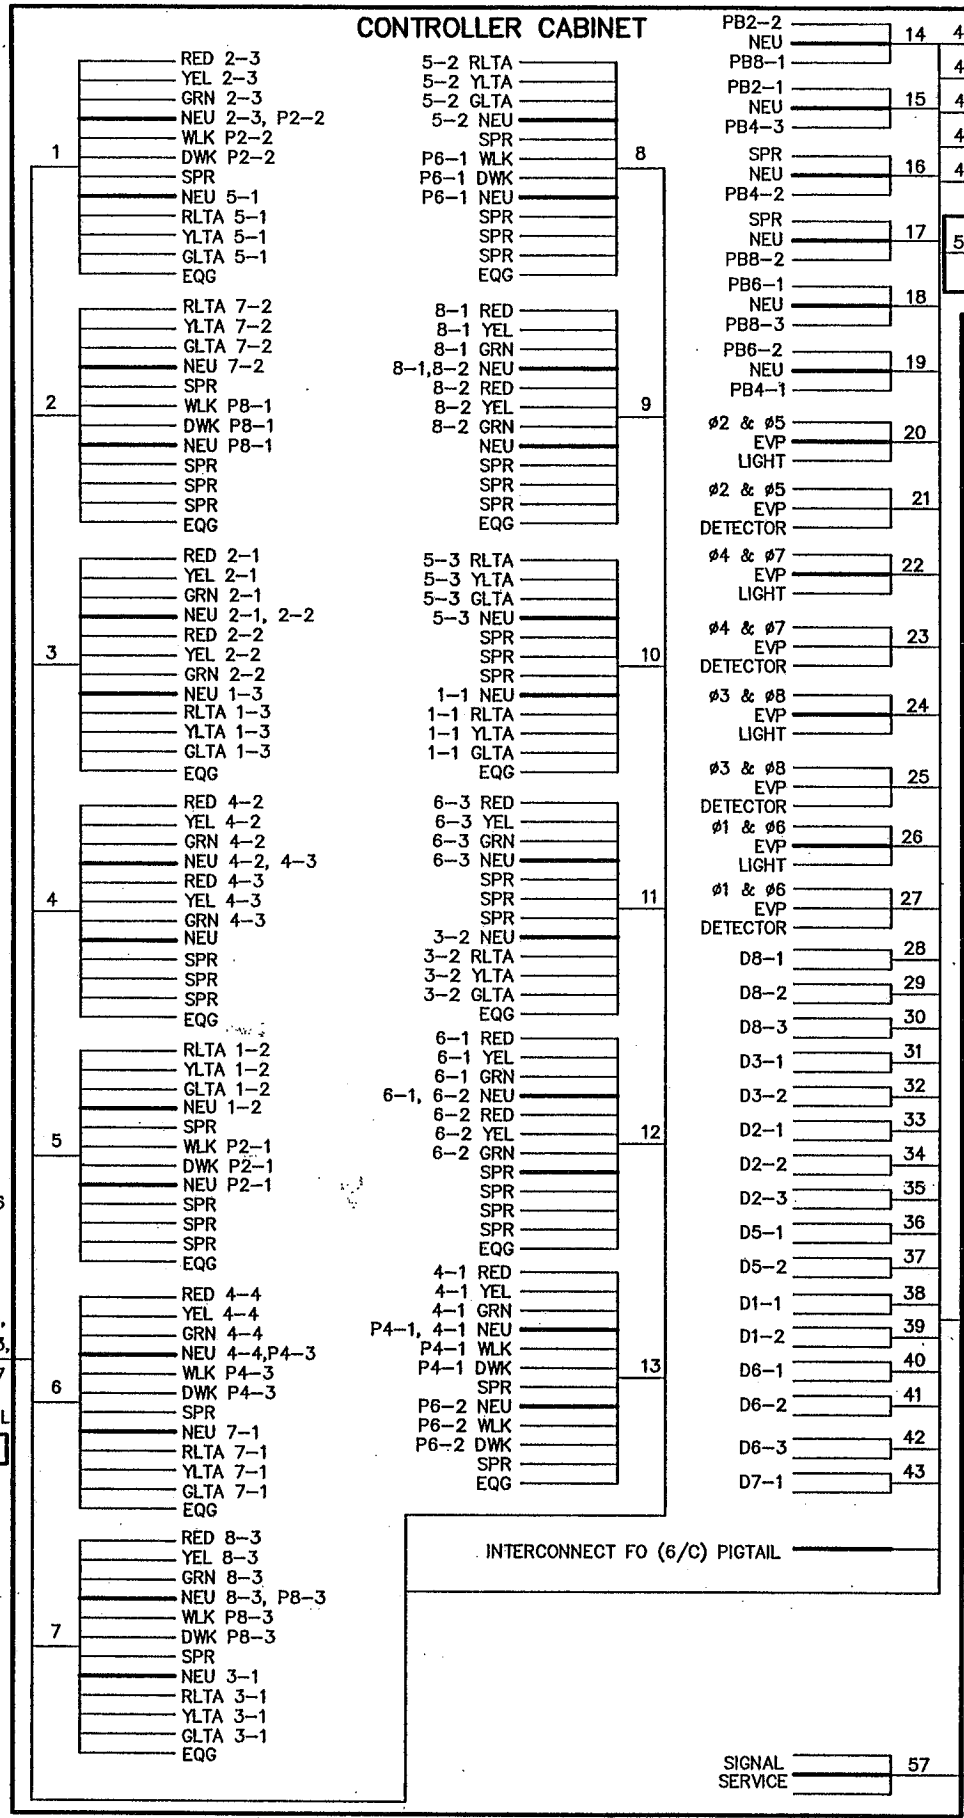 CONTROLLER CABINET
1
RED 2-3
YEL 2-3
GRN 2-3
NEU 2-3, P2-2
WLK P2-2
DWK P2-2
SPR
NEU 5-1
RLTA 5-1
YLTA 5-1
GLTA 5-1
EQG
2
RLTA 7-2
YLTA 7-2
GLTA 7-2
NEU 7-2
SPR
WLK P8-1
DWK P8-1
NEU P8-1
SPR
SPR
SPR
EQG
3
RED 2-1
YEL 2-1
GRN 2-1
NEU 2-1, 2-2
RED 2-2
YEL 2-2
GRN 2-2
NEU 1-3
RLTA 1-3
YLTA 1-3
GLTA 1-3
EQG
4
RED 4-2
YEL 4-2
GRN 4-2
NEU 4-2, 4-3
RED 4-3
YEL 4-3
GRN 4-3
NEU
SPR
SPR
SPR
EQG
5
RLTA 1-2
YLTA 1-2
GLTA 1-2
NEU 1-2
SPR
WLK P2-1
DWK P2-1
NEU P2-1
SPR
SPR
SPR
EQG
6
RED 4-4
YEL 4-4
GRN 4-4
NEU 4-4,P4-3
WLK P4-3
DWK P4-3
SPR
NEU 7-1
RLTA 7-1
YLTA 7-1
GLTA 7-1
EQG
7
RED 8-3
YEL 8-3
GRN 8-3
NEU 8-3, P8-3
WLK P8-3
DWK P8-3
SPR
NEU 3-1
RLTA 3-1
YLTA 3-1
GLTA 3-1
EQG
5-2 RLTA
5-2 YLTA
5-2 GLTA
5-2 NEU
SPR
P6-1 WLK
P6-1 DWK
P6-1 NEU
SPR
SPR
SPR
EQG
8
8-1 RED
8-1 YEL
8-1 GRN
8-1,8-2 NEU
8-2 RED
8-2 YEL
8-2 GRN
NEU
SPR
SPR
SPR
EQG
9
5-3 RLTA
5-3 YLTA
5-3 GLTA
5-3 NEU
SPR
SPR
SPR
1-1 NEU
1-1 RLTA
1-1 YLTA
1-1 GLTA
EQG
10
6-3 RED
6-3 YEL
6-3 GRN
6-3 NEU
SPR
SPR
SPR
3-2 NEU
3-2 RLTA
3-2 YLTA
3-2 GLTA
EQG
11
6-1 RED
6-1 YEL
6-1 GRN
6-1, 6-2 NEU
6-2 RED
6-2 YEL
6-2 GRN
SPR
SPR
SPR
SPR
EQG
12
4-1 RED
4-1 YEL
4-1 GRN
P4-1, 4-1 NEU
P4-1 WLK
P4-1 DWK
SPR
P6-2 NEU
P6-2 WLK
P6-2 DWK
SPR
EQG
13
PB2-2
NEU
PB8-1
14
PB2-1
NEU
PB4-3
15
SPR
NEU
PB4-2
16
SPR
NEU
PB8-2
17
PB6-1
NEU
PB8-3
18
PB6-2
NEU
PB4-1
19
ø2 & ø5
EVP
LIGHT
20
ø2 & ø5
EVP
DETECTOR
21
ø4 & ø7
EVP
LIGHT
22
ø4 & ø7
EVP
DETECTOR
23
ø3 & ø8
EVP
LIGHT
24
ø3 & ø8
EVP
DETECTOR
25
ø1 & ø6
EVP
LIGHT
26
ø1 & ø6
EVP
DETECTOR
27
D8-1 28
D8-2 29
D8-3 30
D3-1 31
D3-2 32
D2-1 33
D2-2 34
D2-3 35
D5-1 36
D5-2 37
D1-1 38
D1-2 39
D6-1 40
D6-2 41
D6-3 42
D7-1 43
INTERCONNECT FO (6/C) PIGTAIL
SIGNAL
SERVICE
57